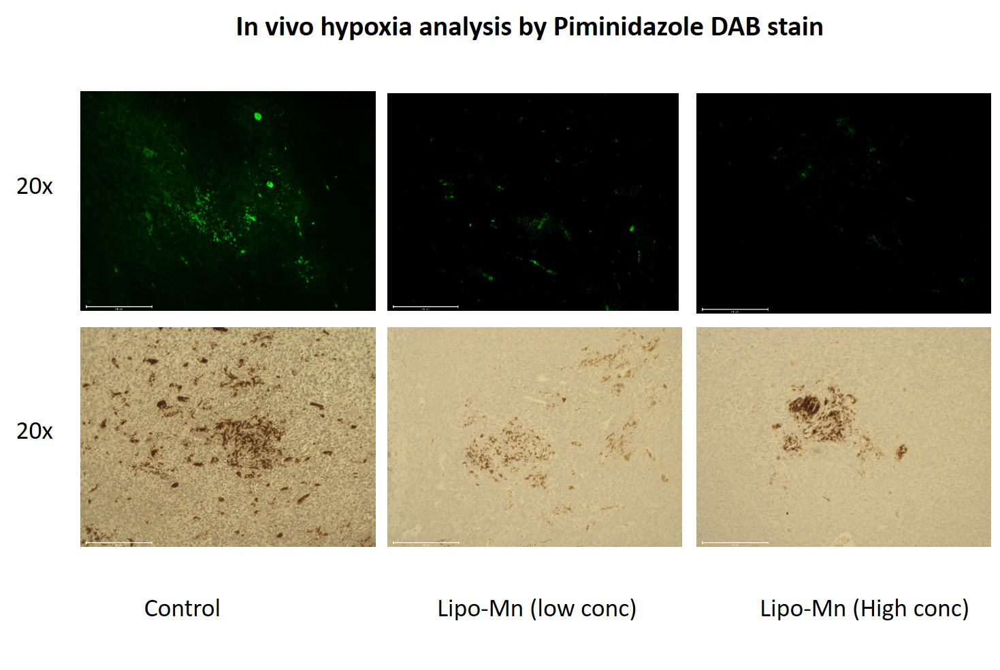 In vivo hypoxia analysis by Piminidazole DAB stain
20x
20x
Control
Lipo-Mn (low conc)
Lipo-Mn (High conc)